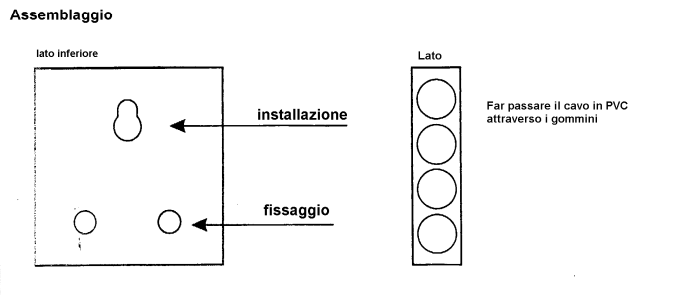 Assemblaggio
lato inferiore
installazione
fissaggio
Lato
Far passare il cavo in PVC
attraverso i gommini